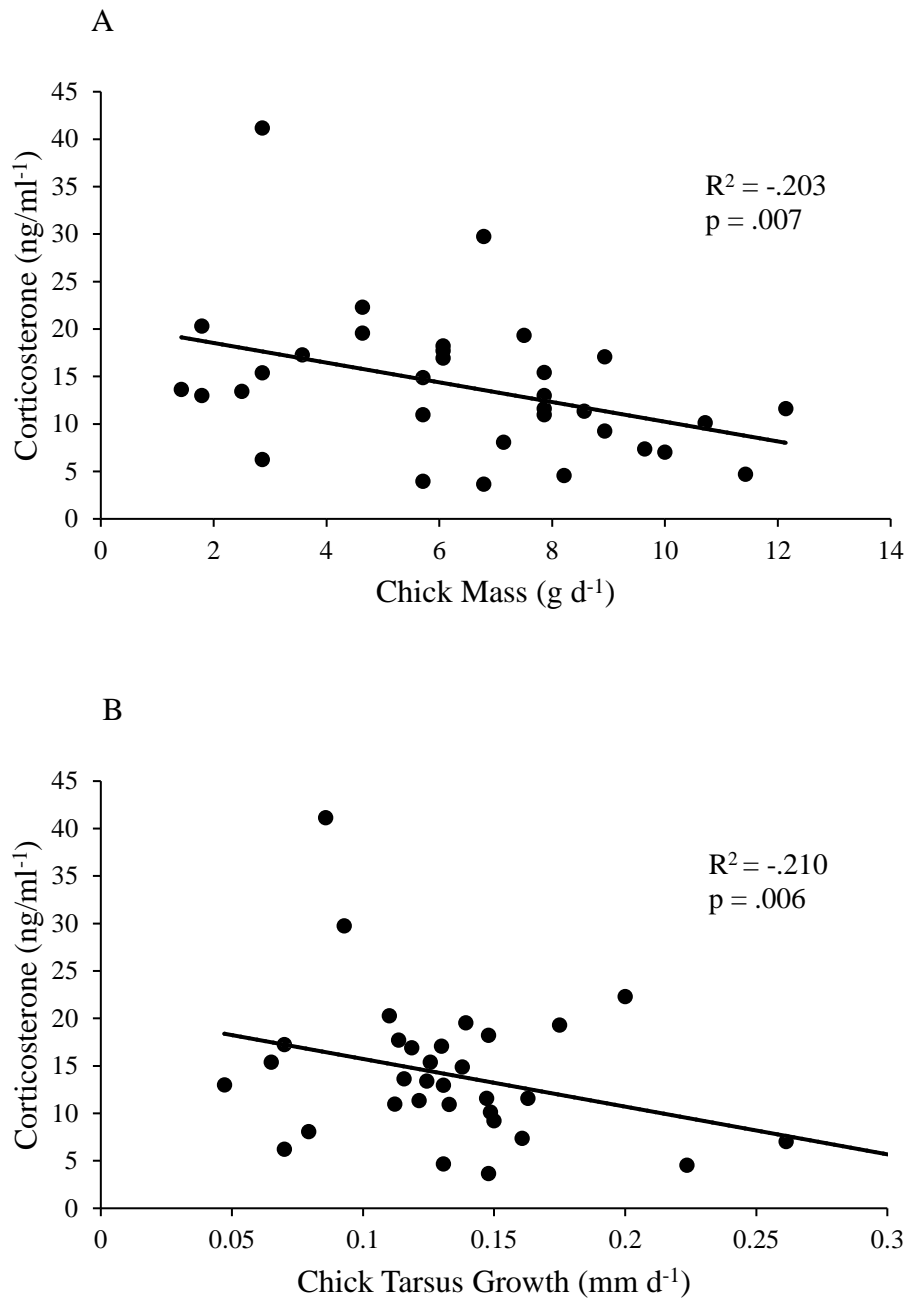 A
45
40
35
30
25
20
15
10
5
0
Corticosterone (ng/ml⁻¹)
R² = -.203
p = .007
0 2 4 6 8 10 12 14
Chick Mass (g d⁻¹)
B
45
40
35
30
25
20
15
10
5
0
Corticosterone (ng/ml⁻¹)
R² = -.210
p = .006
0 0.05 0.1 0.15 0.2 0.25 0.3
Chick Tarsus Growth (mm d⁻¹)